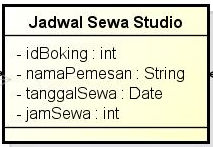 Jadwal Sewa Studio
- idBoking : int
- namaPemesan : String
- tanggalSewa : Date
- jamSewa : int